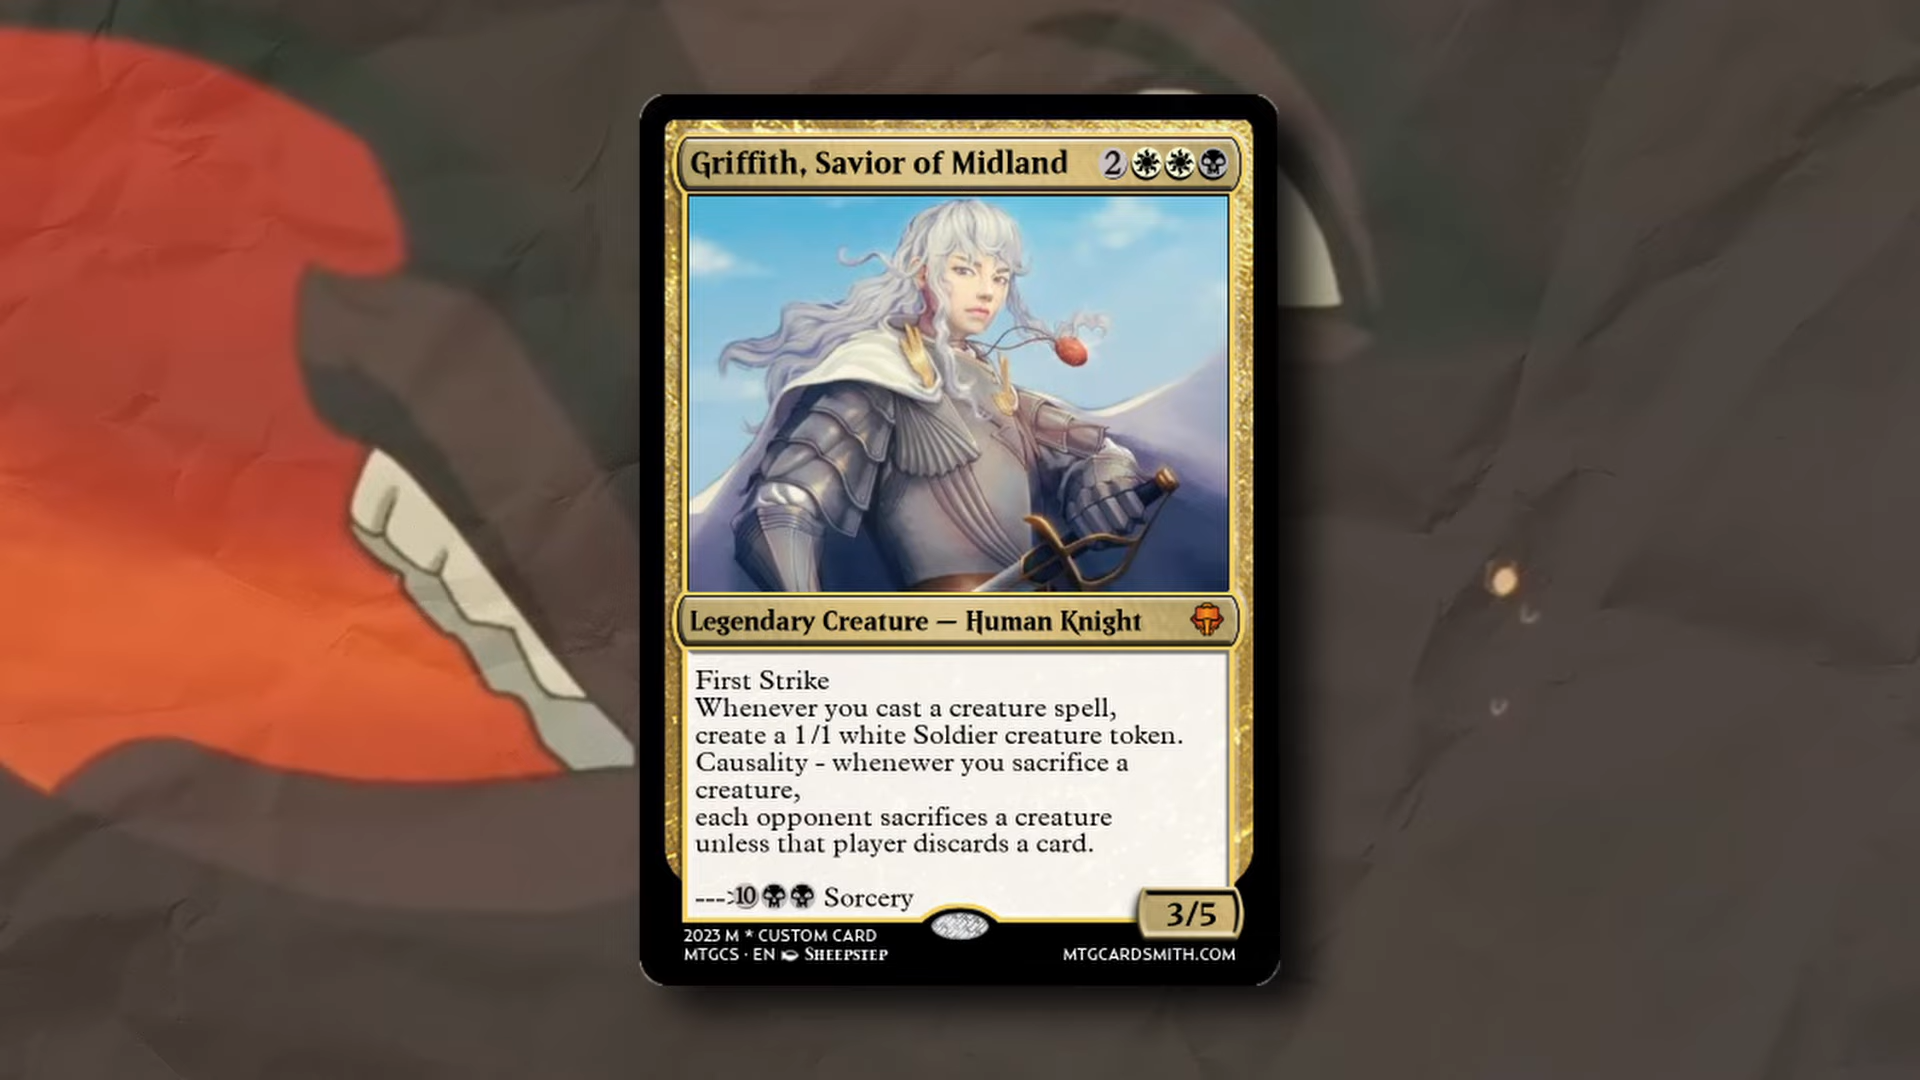 Griffith, Savior of Midland 2
Legendary Creature — Human Knight
First Strike
Whenever you cast a creature spell,
create a 1/1 white Soldier creature token.
Causality - whenewer you sacrifice a
creature,
each opponent sacrifices a creature
unless that player discards a card.
--->10 Sorcery
3/5
2023 M * CUSTOM CARD
MTGCS · EN SHEEPSTEP
MTGCARDSMITH.COM